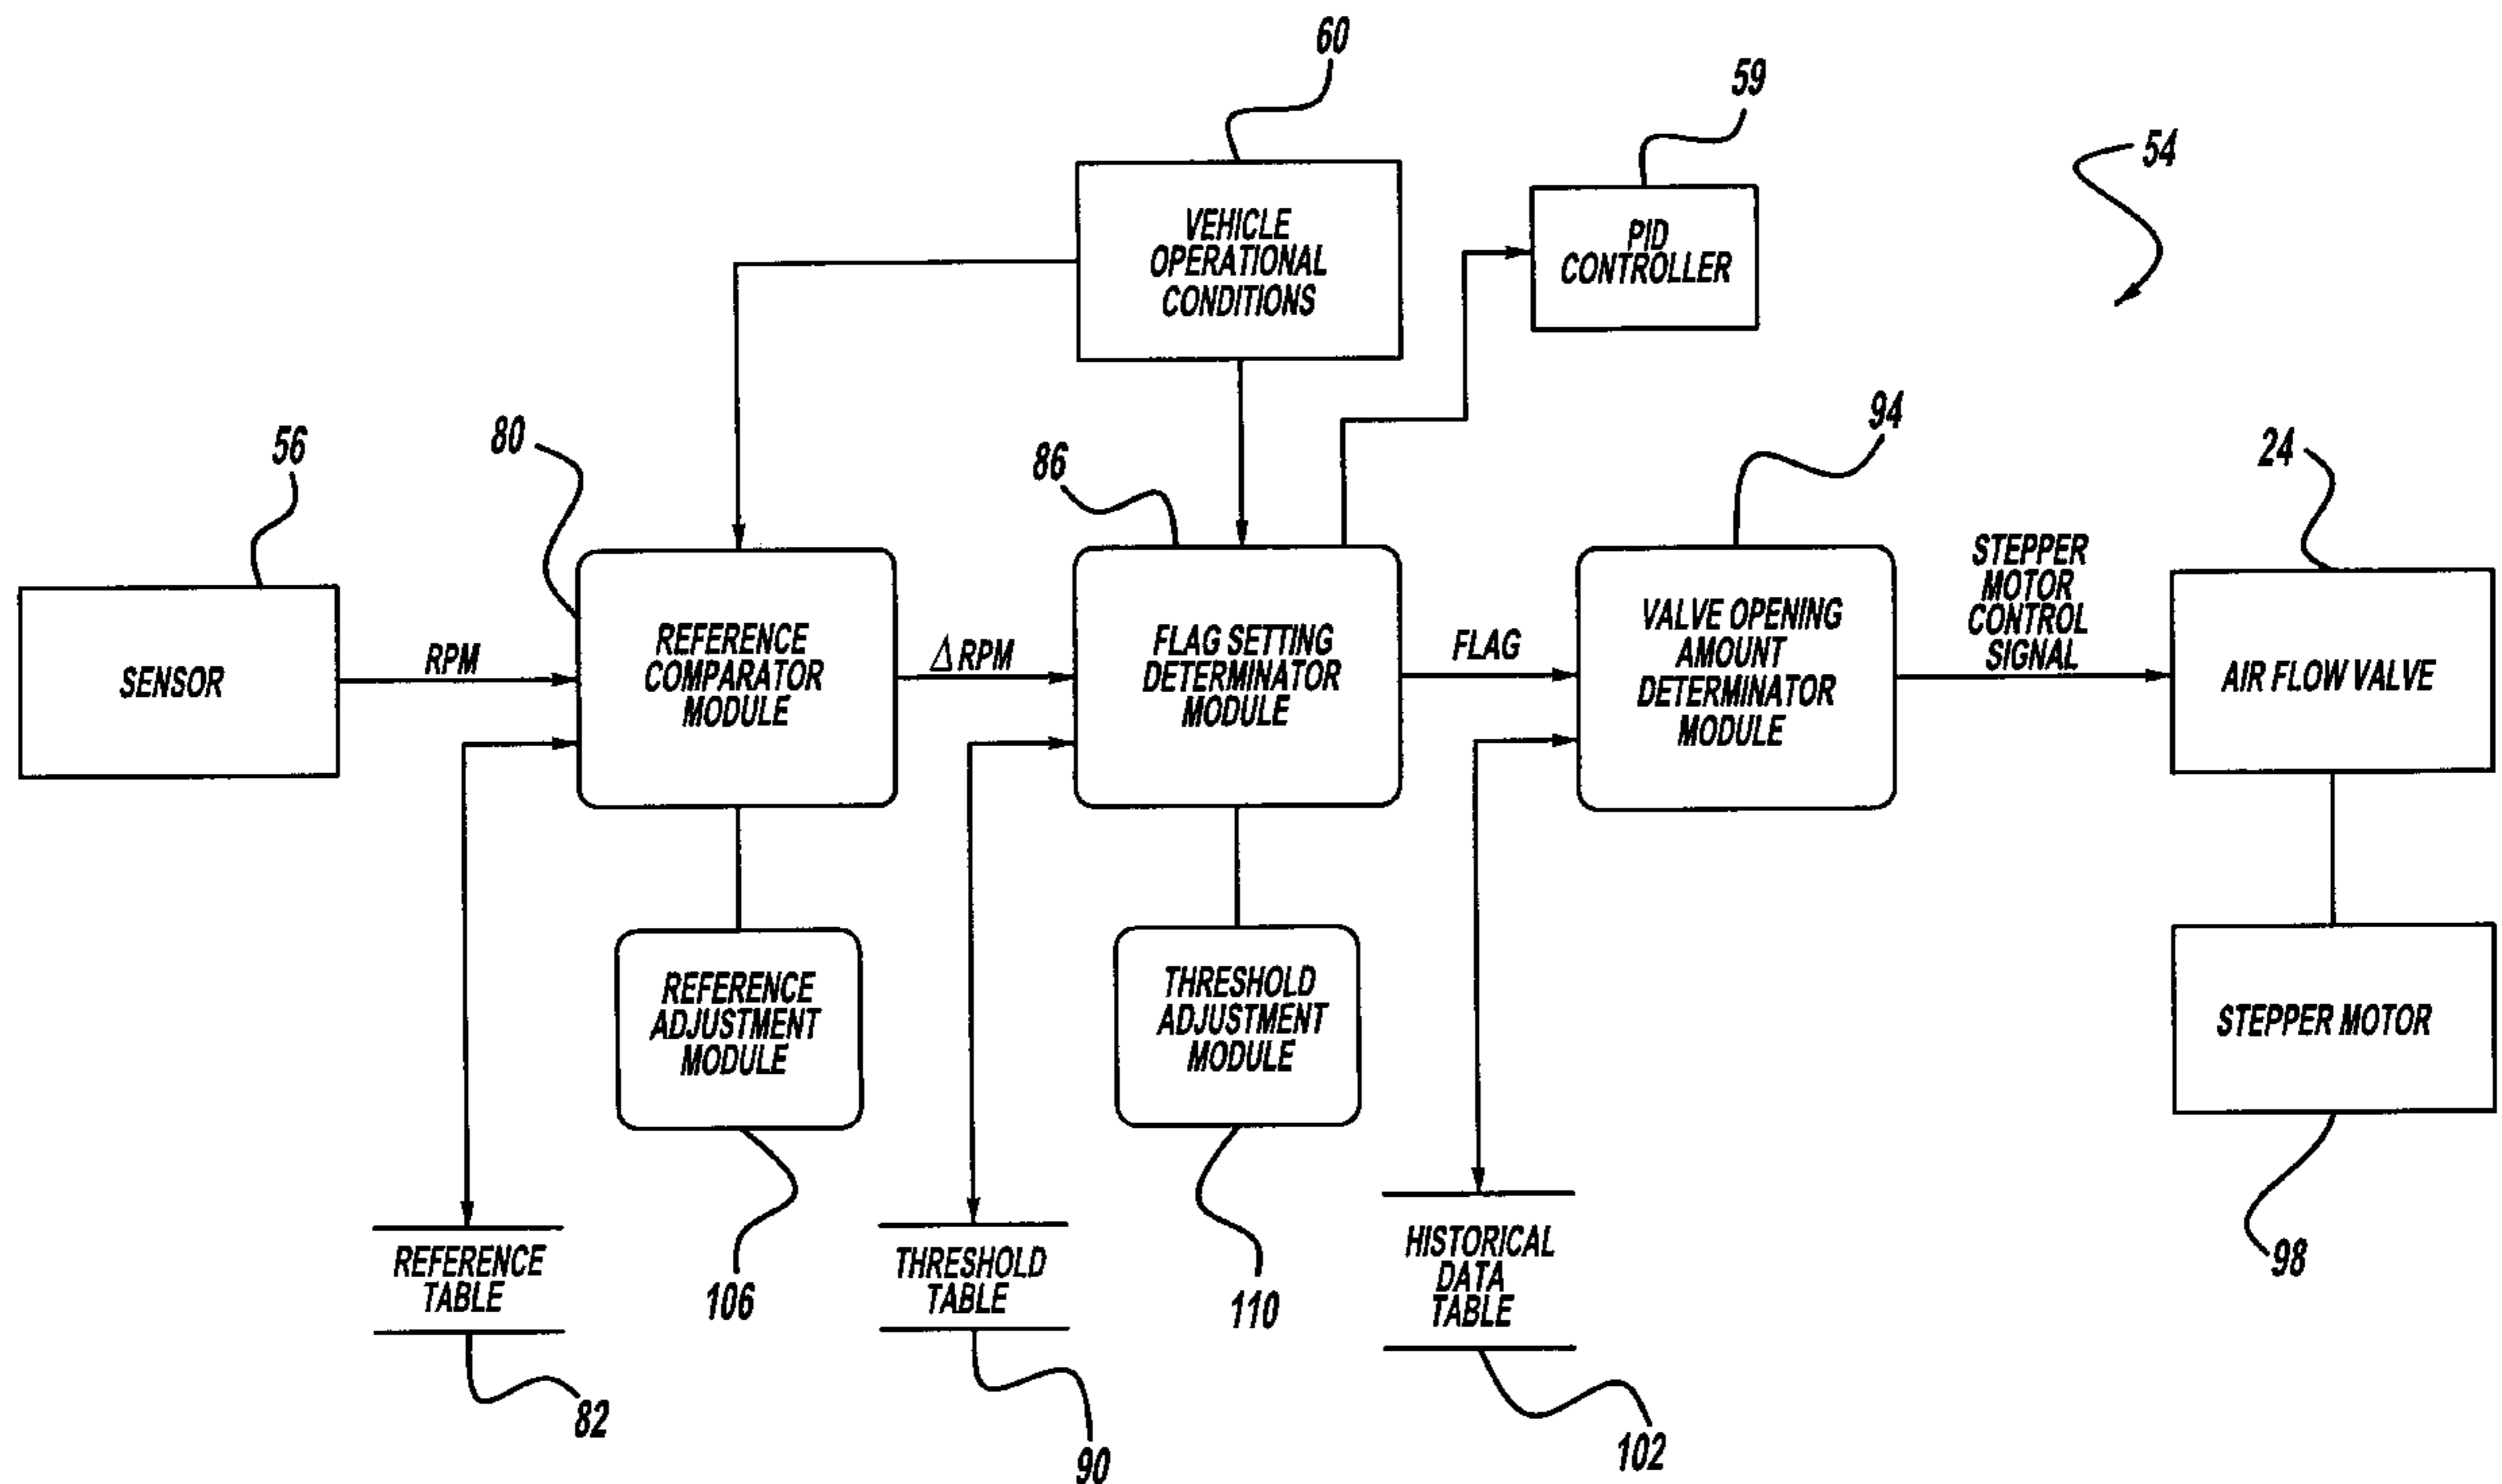 60
59
54
VEHICLE
OPERATIONAL
CONDITIONS
PID
CONTROLLER
56
80
86
94
24
SENSOR
RPM
REFERENCE
COMPARATOR
MODULE
Δ RPM
FLAG SETTING
DETERMINATOR
MODULE
FLAG
VALVE OPENING
AMOUNT
DETERMINATOR
MODULE
STEPPER
MOTOR
CONTROL
SIGNAL
AIR FLOW VALVE
REFERENCE
ADJUSTMENT
MODULE
THRESHOLD
ADJUSTMENT
MODULE
STEPPER MOTOR
REFERENCE
TABLE
106
THRESHOLD
TABLE
110
HISTORICAL
DATA
TABLE
98
82
90
102